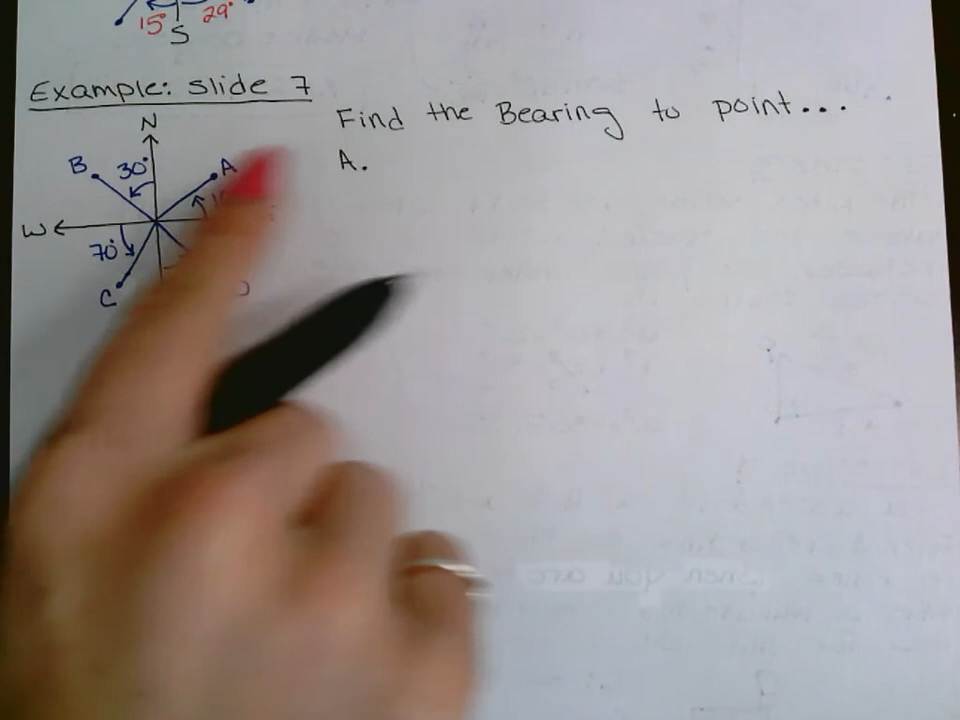 15° 29°
S
Example: Slide 7
Find the Bearing to point...
A.
N
B 30° A
W
70°
C